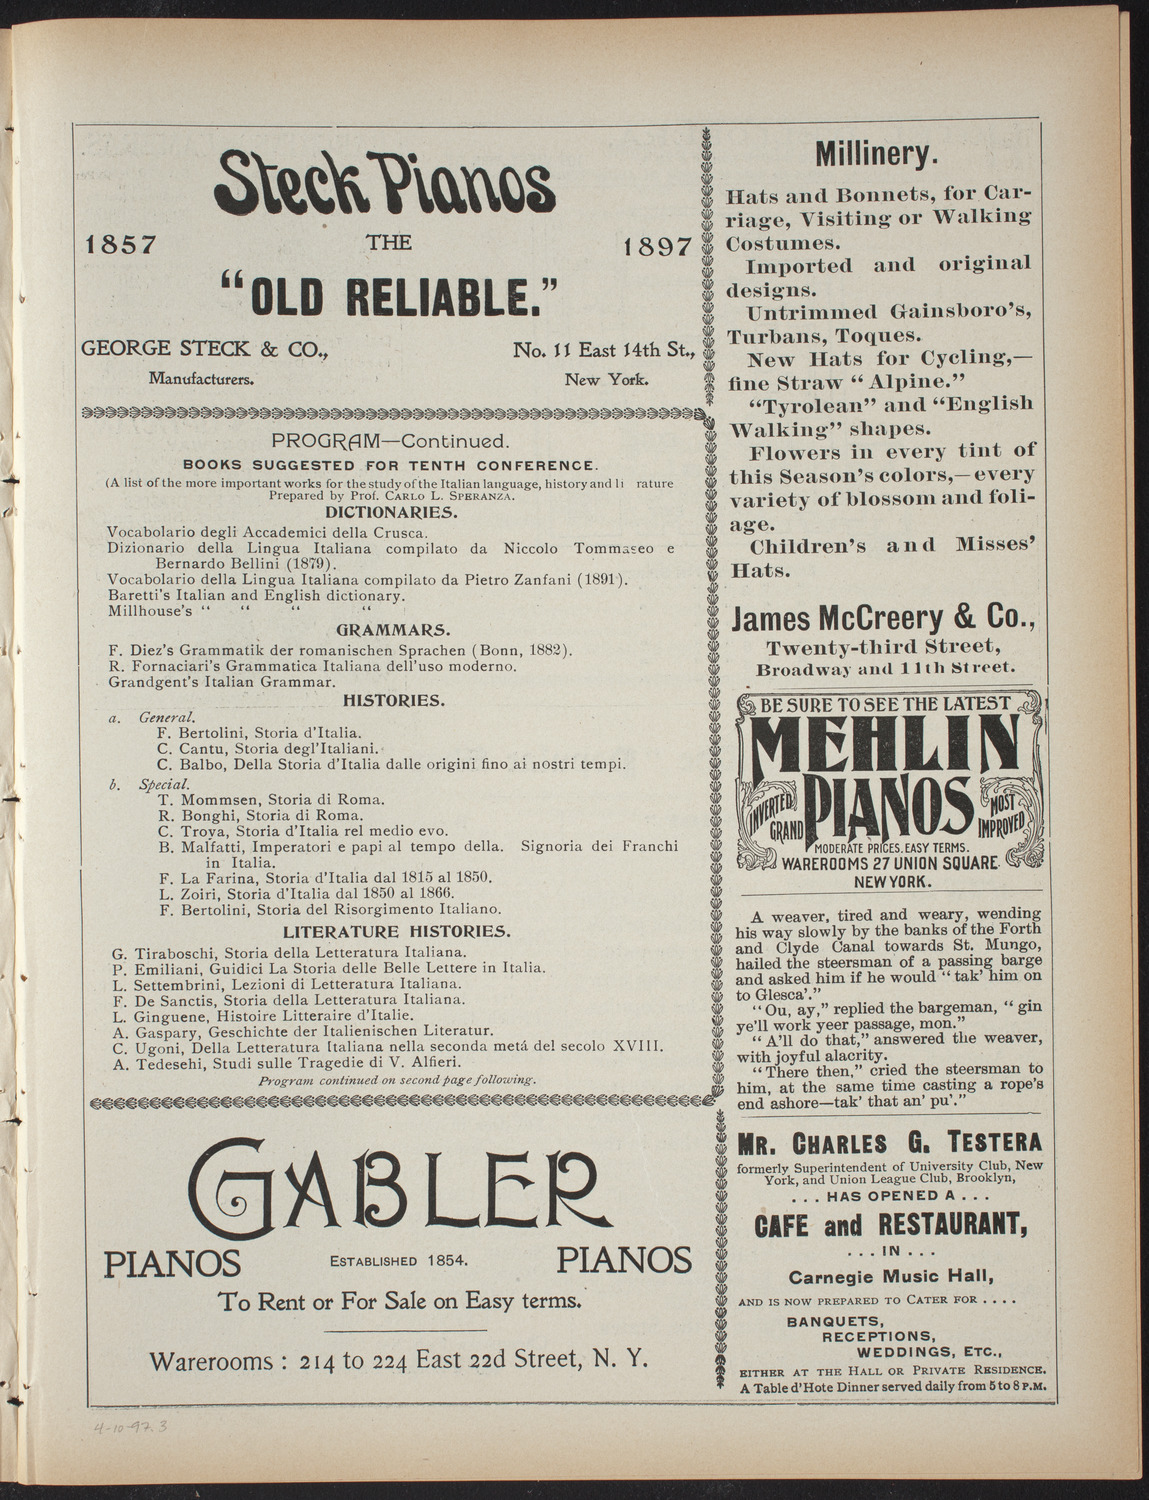 Steck Pianos
1857 THE 1897
"OLD RELIABLE."
GEORGE STECK & CO., No. 11 East 14th St.,
Manufacturers. New York.
PROGRAM—Continued.
BOOKS SUGGESTED FOR TENTH CONFERENCE.
(A list of the more important works for the study of the Italian language, history and li rature
Prepared by Prof. CARLO L. SPERANZA.
DICTIONARIES.
Vocabolario degli Accademici della Crusca.
Dizionario della Lingua Italiana compilato da Niccolo Tommaseo e
Bernardo Bellini (1879).
Vocabolario della Lingua Italiana compilato da Pietro Zanfani (1891).
Baretti's Italian and English dictionary.
Millhouse's " " " "
GRAMMARS.
F. Diez's Grammatik der romanischen Sprachen (Bonn, 1882).
R. Fornaciari's Grammatica Italiana dell'uso moderno.
Grandgent's Italian Grammar.
HISTORIES.
a. General.
F. Bertolini, Storia d'Italia.
C. Cantu, Storia degl'Italiani.
C. Balbo, Della Storia d'Italia dalle origini fino ai nostri tempi.
b. Special.
T. Mommsen, Storia di Roma.
R. Bonghi, Storia di Roma.
C. Troya, Storia d'Italia rel medio evo.
B. Malfatti, Imperatori e papi al tempo della. Signoria dei Franchi
in Italia.
F. La Farina, Storia d'Italia dal 1815 al 1850.
L. Zoiri, Storia d'Italia dal 1850 al 1866.
F. Bertolini, Storia del Risorgimento Italiano.
LITERATURE HISTORIES.
G. Tiraboschi, Storia della Letteratura Italiana.
P. Emiliani, Guidici La Storia delle Belle Lettere in Italia.
L. Settembrini, Lezioni di Letteratura Italiana.
F. De Sanctis, Storia della Letteratura Italiana.
L. Ginguene, Histoire Litteraire d'Italie.
A. Gaspary, Geschichte der Italienischen Literatur.
C. Ugoni, Della Letteratura Italiana nella seconda metá del secolo XVIII.
A. Tedesehi, Studi sulle Tragedie di V. Alfieri.
Program continued on second page following.
GABLER
PIANOS ESTABLISHED 1854. PIANOS
To Rent or For Sale on Easy terms.
Warerooms : 214 to 224 East 22d Street, N. Y.
4-10-97.3
Millinery.
Hats and Bonnets, for Car-
riage, Visiting or Walking
Costumes.
Imported and original
designs.
Untrimmed Gainsboro's,
Turbans, Toques.
New Hats for Cycling,—
fine Straw "Alpine."
"Tyrolean" and "English
Walking" shapes.
Flowers in every tint of
this Season's colors,—every
variety of blossom and foli-
age.
Children's and Misses'
Hats.
James McCreery & Co.,
Twenty-third Street,
Broadway and 11th Street.
BE SURE TO SEE THE LATEST
MEHLIN
PIANOS
INVERTED GRAND
MOST IMPROVED
MODERATE PRICES. EASY TERMS.
WAREROOMS 27 UNION SQUARE
NEW YORK.
A weaver, tired and weary, wending
his way slowly by the banks of the Forth
and Clyde Canal towards St. Mungo,
hailed the steersman of a passing barge
and asked him if he would "tak' him on
to Glesca'."
"Ou, ay," replied the bargeman, "gin
ye'll work yeer passage, mon."
"A'll do that," answered the weaver,
with joyful alacrity.
"There then," cried the steersman to
him, at the same time casting a rope's
end ashore—tak' that an' pu'."
MR. CHARLES G. TESTERA
formerly Superintendent of University Club, New
York, and Union League Club, Brooklyn,
. . . HAS OPENED A . . .
CAFE and RESTAURANT,
. . . IN . . .
Carnegie Music Hall,
AND IS NOW PREPARED TO CATER FOR . . . .
BANQUETS,
RECEPTIONS,
WEDDINGS, ETC.,
EITHER AT THE HALL OR PRIVATE RESIDENCE.
A Table d'Hote Dinner served daily from 5 to 8 P.M.